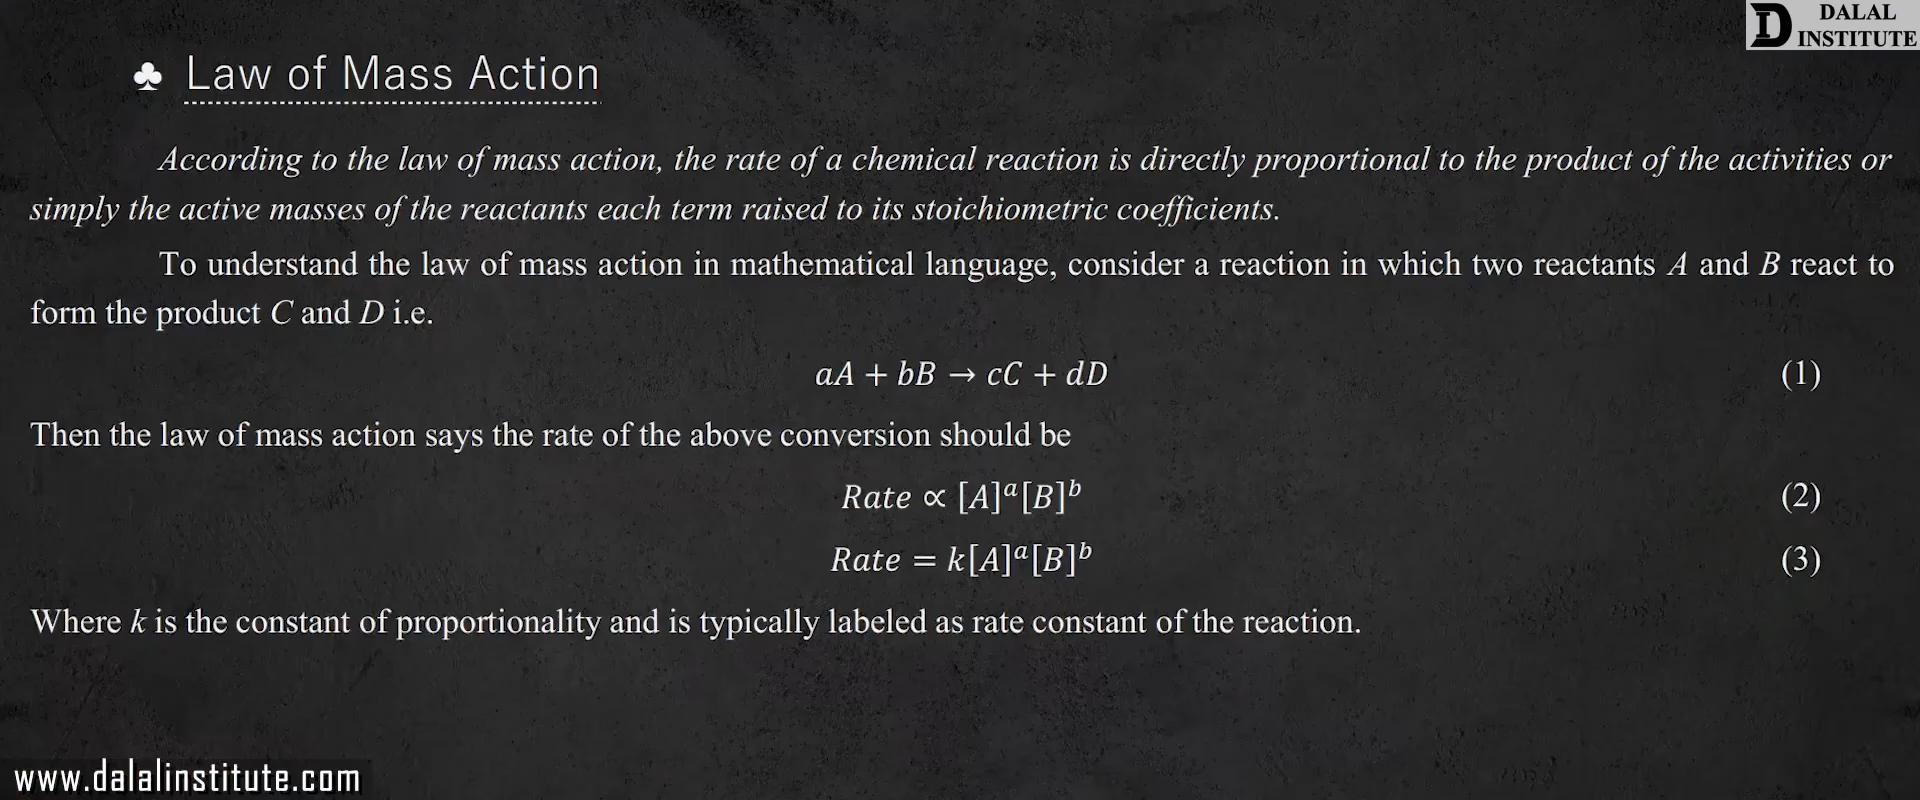 DALAL
INSTITUTE
♣ Law of Mass Action
According to the law of mass action, the rate of a chemical reaction is directly proportional to the product of the activities or
simply the active masses of the reactants each term raised to its stoichiometric coefficients.
To understand the law of mass action in mathematical language, consider a reaction in which two reactants A and B react to
form the product C and D i.e.
aA + bB → cC + dD (1)
Then the law of mass action says the rate of the above conversion should be
Rate ∝ [A]ᵃ[B]ᵇ (2)
Rate = k[A]ᵃ[B]ᵇ (3)
Where k is the constant of proportionality and is typically labeled as rate constant of the reaction.
www.dalalinstitute.com